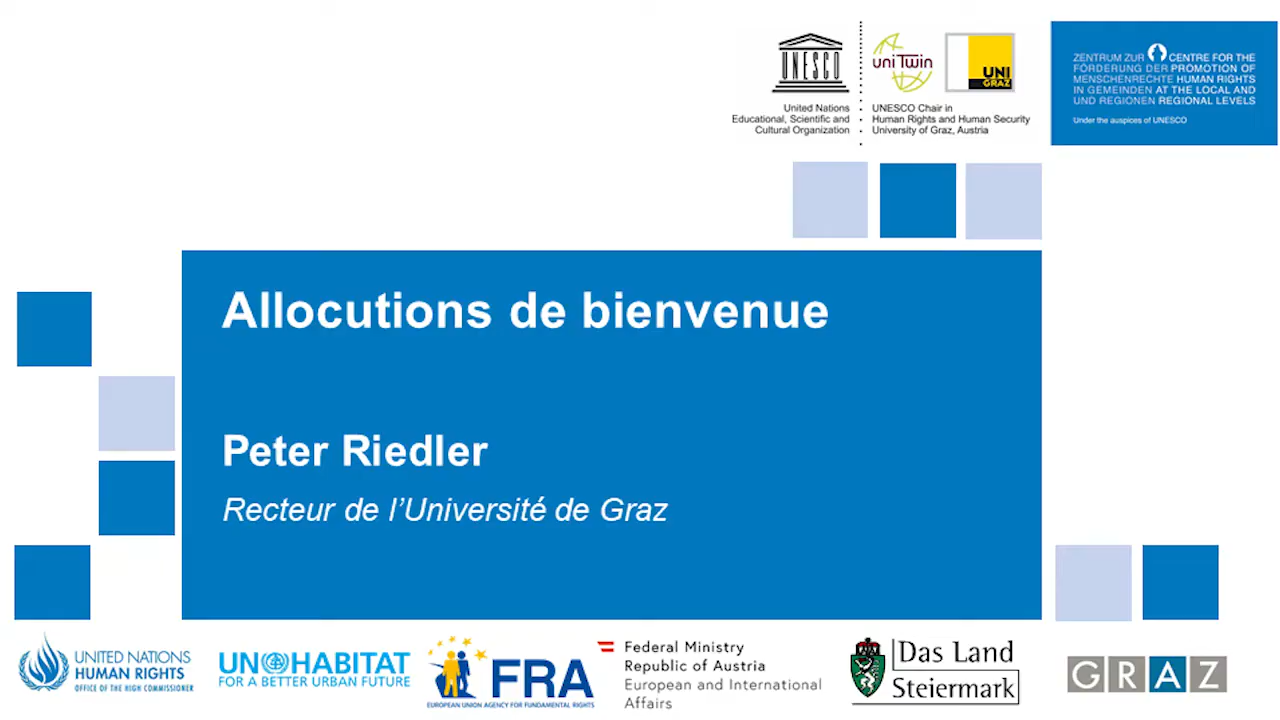 UNESCO
United Nations
Educational, Scientific and
Cultural Organization
uniTwin
UNI
GRAZ
UNESCO Chair in
Human Rights and Human Security
University of Graz, Austria
ZENTRUM ZUR CENTRE FOR THE
FÖRDERUNG DER PROMOTION OF
MENSCHENRECHTE HUMAN RIGHTS
IN GEMEINDEN AT THE LOCAL AND
UND REGIONEN REGIONAL LEVELS
Under the auspices of UNESCO
Allocutions de bienvenue
Peter Riedler
Recteur de l’Université de Graz
UNITED NATIONS
HUMAN RIGHTS
OFFICE OF THE HIGH COMMISSIONER
UN HABITAT
FOR A BETTER URBAN FUTURE
FRA
EUROPEAN UNION AGENCY FOR FUNDAMENTAL RIGHTS
Federal Ministry
Republic of Austria
European and International
Affairs
Das Land
Steiermark
GRAZ